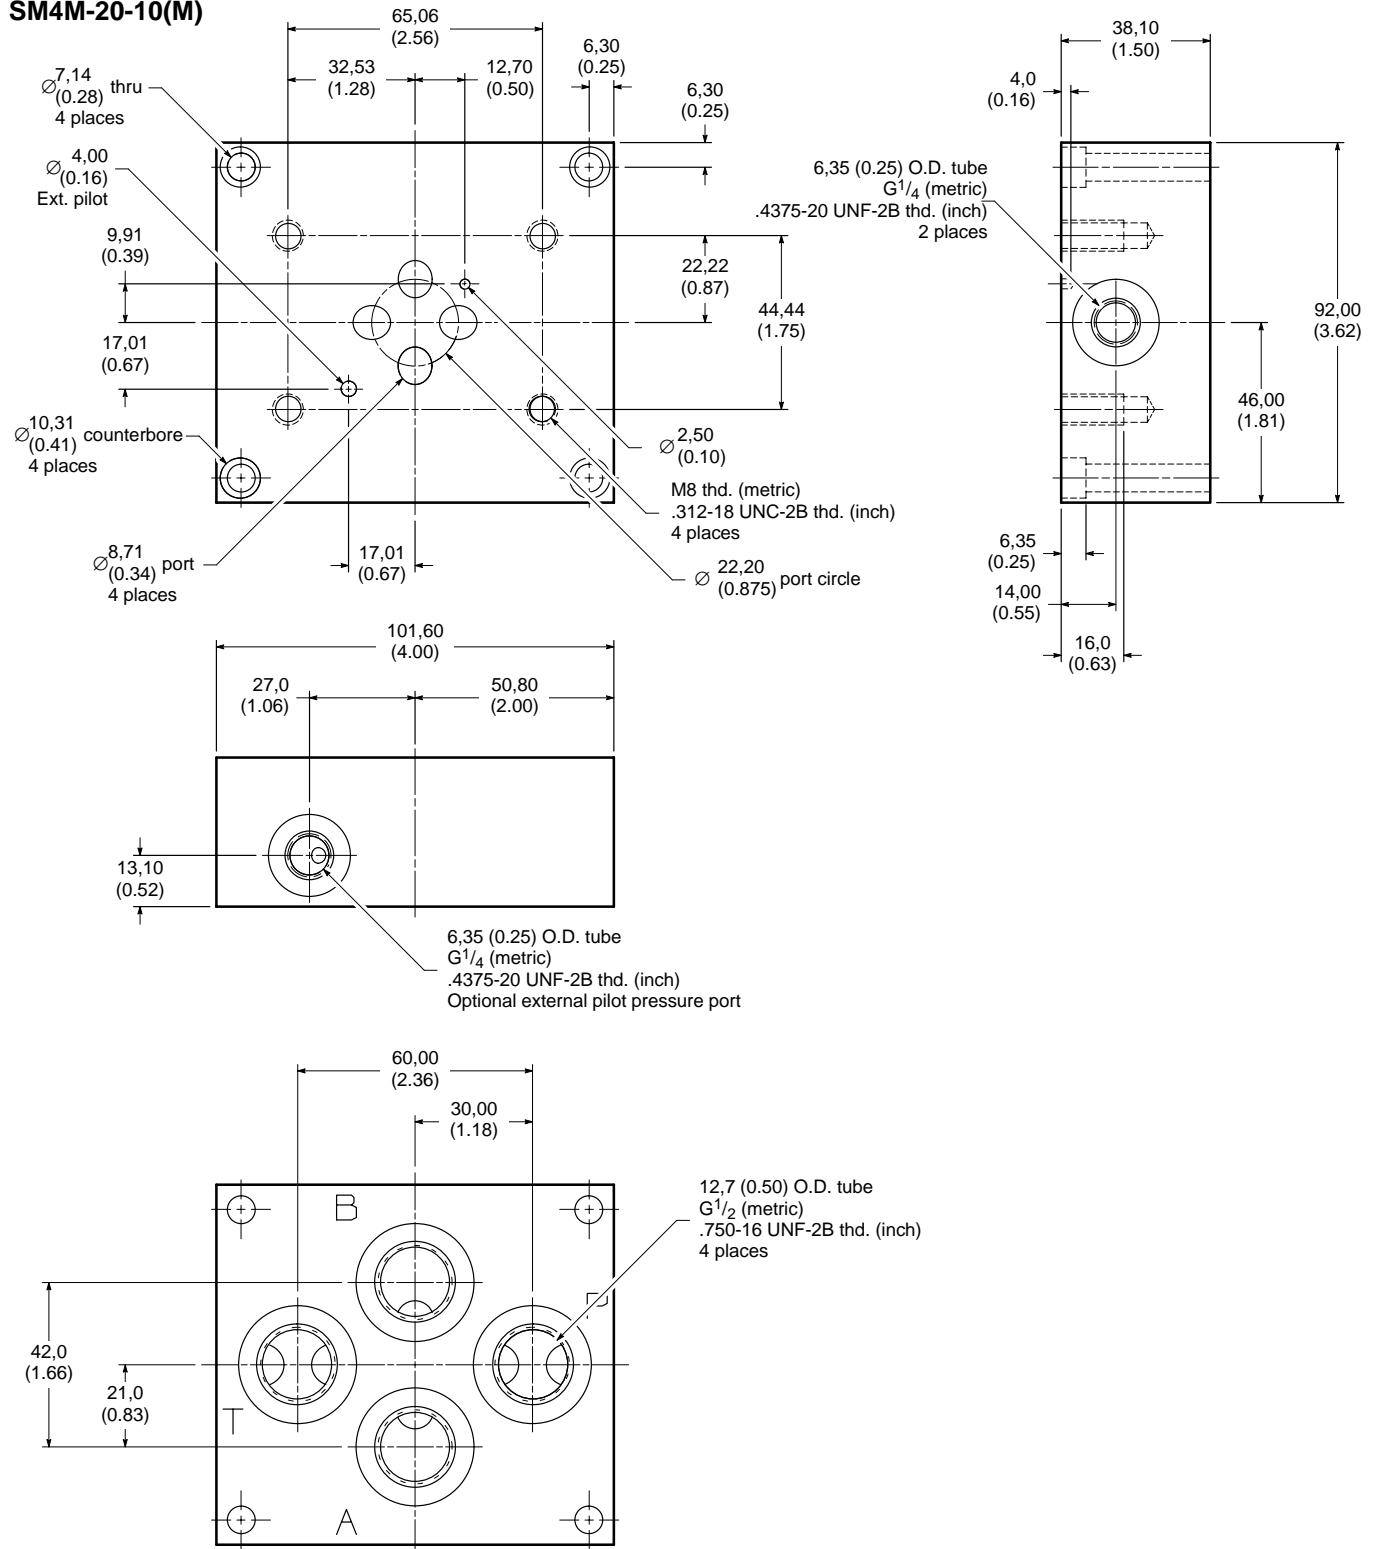 SM4M-20-10(M)
65,06
(2.56)
32,53
(1.28)
12,70
(0.50)
6,30
(0.25)
6,30
(0.25)
∅7,14
(0.28) thru
4 places
∅4,00
(0.16)
Ext. pilot
9,91
(0.39)
17,01
(0.67)
∅10,31
(0.41) counterbore
4 places
22,22
(0.87)
44,44
(1.75)
∅2,50
(0.10)
M8 thd. (metric)
.312-18 UNC-2B thd. (inch)
4 places
∅8,71
(0.34) port
4 places
17,01
(0.67)
∅22,20
(0.875) port circle
38,10
(1.50)
4,0
(0.16)
6,35 (0.25) O.D. tube
G1/4 (metric)
.4375-20 UNF-2B thd. (inch)
2 places
92,00
(3.62)
46,00
(1.81)
6,35
(0.25)
14,00
(0.55)
16,0
(0.63)
101,60
(4.00)
27,0
(1.06)
50,80
(2.00)
13,10
(0.52)
6,35 (0.25) O.D. tube
G1/4 (metric)
.4375-20 UNF-2B thd. (inch)
Optional external pilot pressure port
60,00
(2.36)
30,00
(1.18)
12,7 (0.50) O.D. tube
G1/2 (metric)
.750-16 UNF-2B thd. (inch)
4 places
B
42,0
(1.66)
21,0
(0.83)
T
A